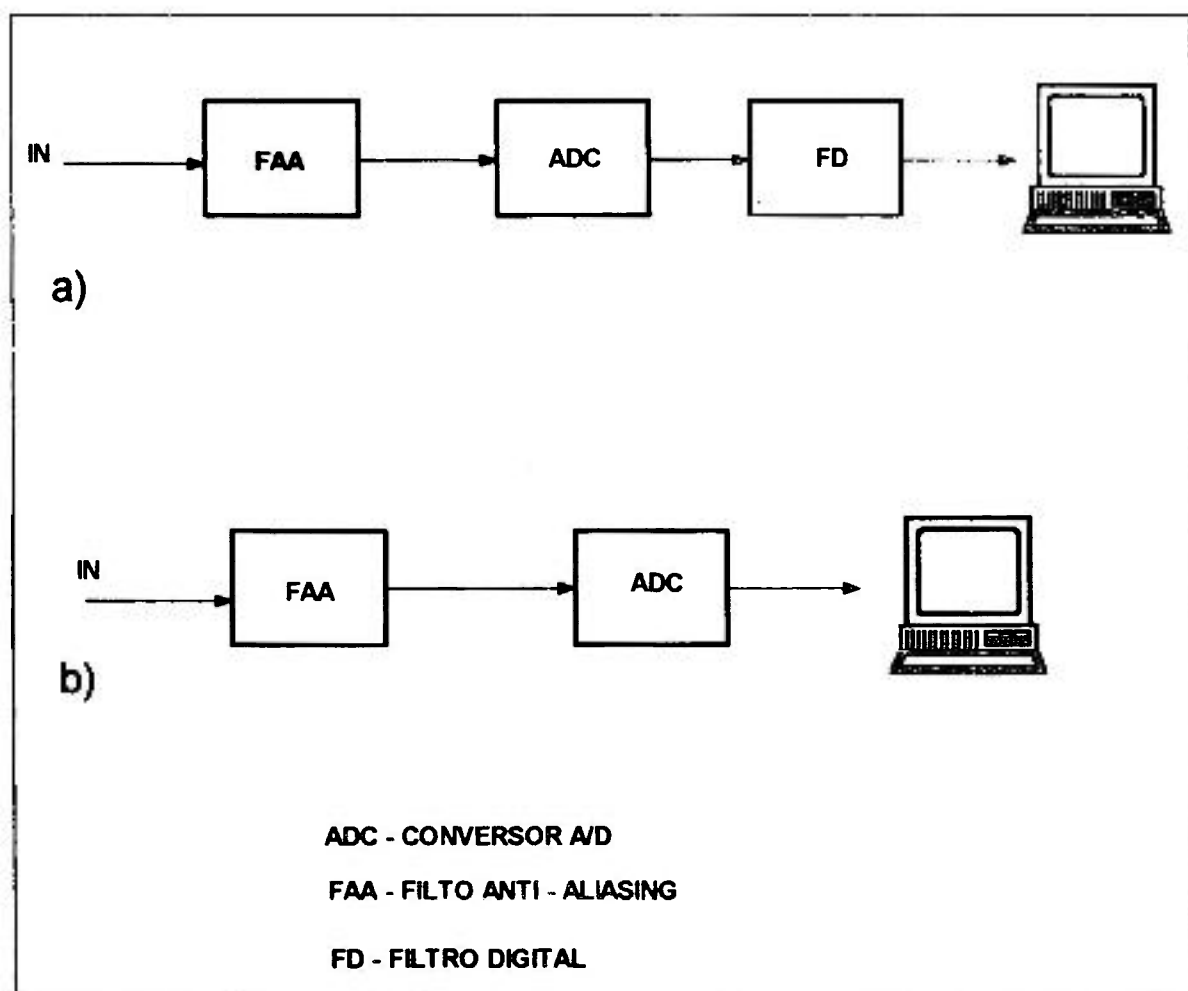 IN
FAA
ADC
FD
a)
IN
FAA
ADC
b)
ADC - CONVERSOR A/D
FAA - FILTO ANTI - ALIASING
FD - FILTRO DIGITAL